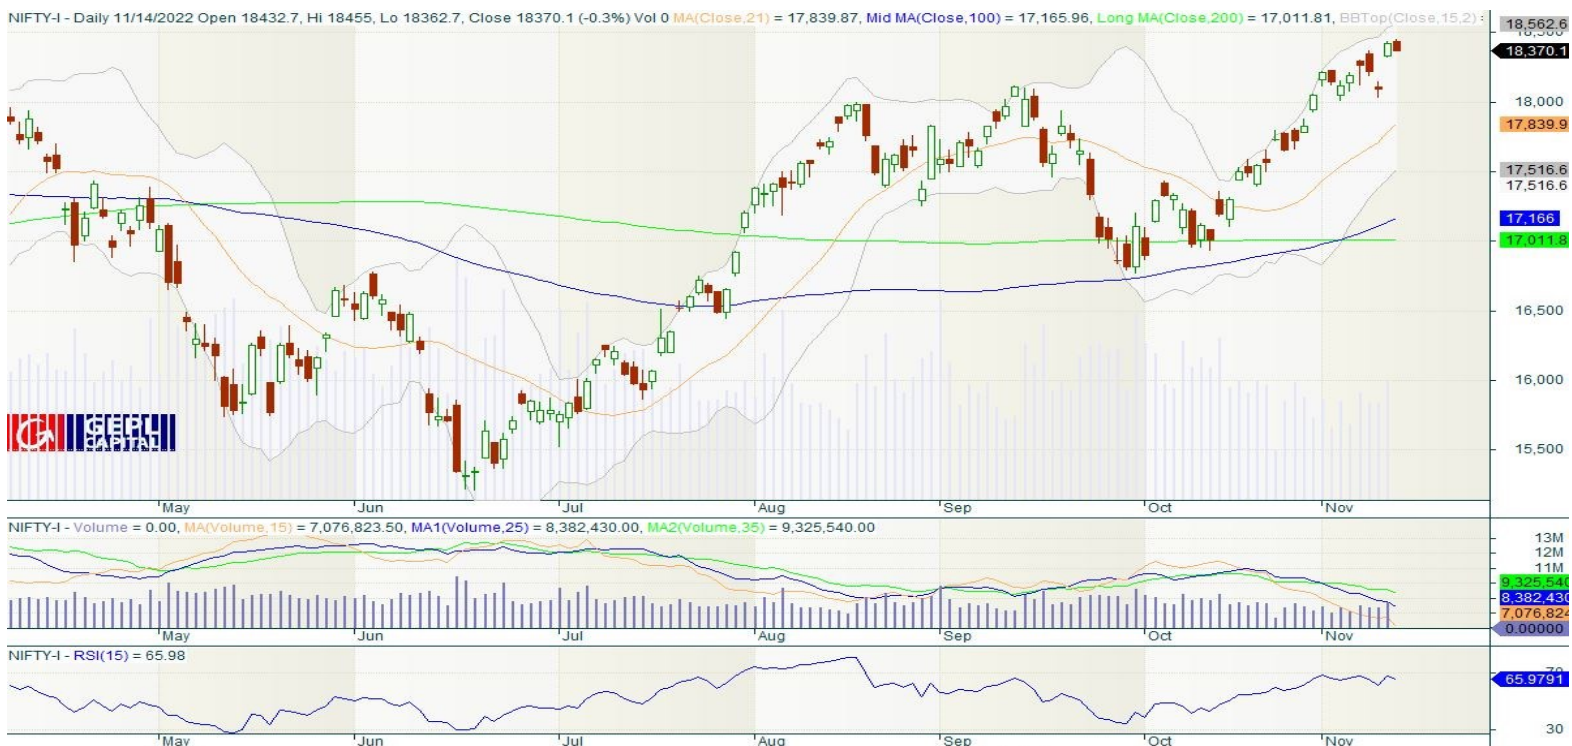 NIFTY-I - Daily 11/14/2022 Open 18432.7, Hi 18455, Lo 18362.7, Close 18370.1 (-0.3%) Vol 0 MA(Close,21) = 17,839.87, Mid MA(Close,100) = 17,165.96, Long MA(Close,200) = 17,011.81, BBTop(Close,15,2) =
18,562.6
18,500
18,370.1
18,000
17,839.9
17,516.6
17,516.6
17,166
17,011.8
16,500
16,000
15,500
GEPL
CAPITAL
May Jun Jul Aug Sep Oct Nov
NIFTY-I - Volume = 0.00, MA(Volume,15) = 7,076,823.50, MA1(Volume,25) = 8,382,430.00, MA2(Volume,35) = 9,325,540.00
13M
12M
11M
9,325,540
8,382,430
7,076,824
0.00000
May Jun Jul Aug Sep Oct Nov
NIFTY-I - RSI(15) = 65.98
70
65.9791
30
May Jun Jul Aug Sep Oct Nov